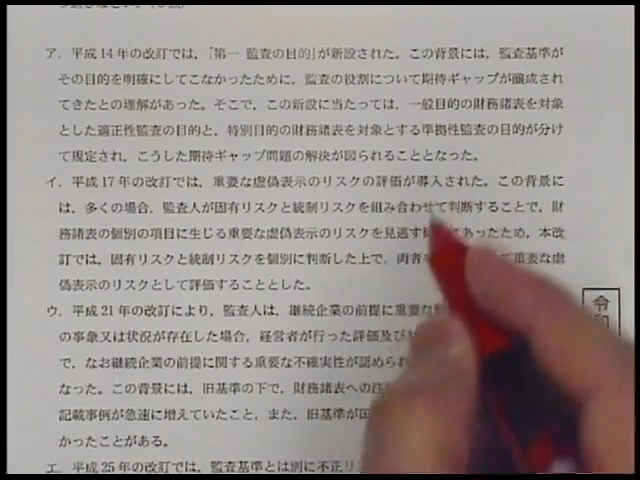 ア．平成14年の改訂では，「第一 監査の目的」が新設された。この背景には，監査基準が
その目的を明確にしてこなかったために，監査の役割について期待ギャップが醸成され
てきたとの理解があった。そこで，この新設に当たっては，一般目的の財務諸表を対象
とした適正性監査の目的と，特別目的の財務諸表を対象とする準拠性監査の目的が分け
て規定され，こうした期待ギャップ問題の解決が図られることとなった。
イ．平成17年の改訂では，重要な虚偽表示のリスクの評価が導入された。この背景に
は，多くの場合，監査人が固有リスクと統制リスクを組み合わせて判断することで，財
務諸表の個別の項目に生じる重要な虚偽表示のリスクを見逃す あったため，本改
訂では，固有リスクと統制リスクを個別に判断した上で，両者を て重要な虚
偽表示のリスクとして評価することとした。
ウ．平成21年の改訂により，監査人は，継続企業の前提に重要な
の事象又は状況が存在した場合，経営者が行った評価及び
で，なお継続企業の前提に関する重要な不確実性が認められ
なった。この背景には，旧基準の下で，財務諸表への注
記載事例が急速に増えていたこと，また，旧基準が国
かったことがある。
エ．平成25年の改訂では，監査基準とは別に不正リ
令和